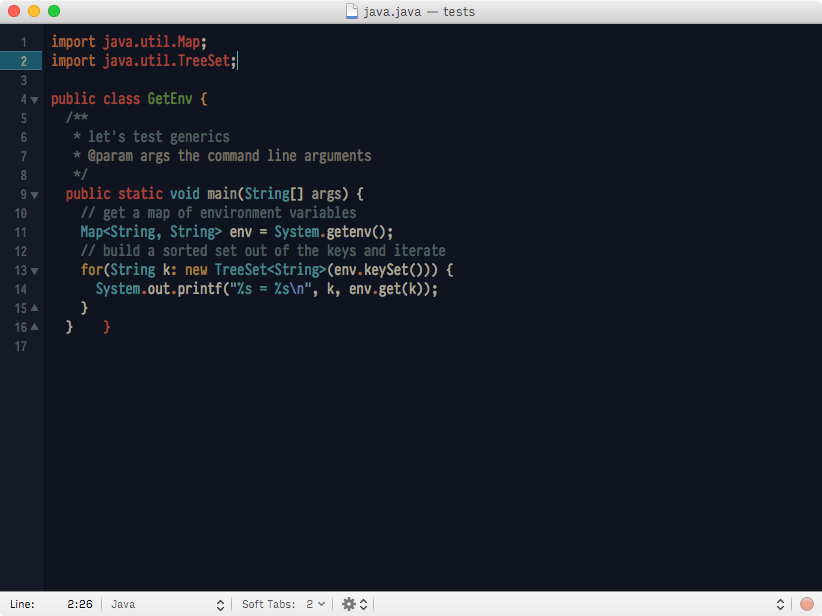 java.java — tests
1 import java.util.Map;
2 import java.util.TreeSet;
3
4 public class GetEnv {
5   /**
6    * let's test generics
7    * @param args the command line arguments
8    */
9   public static void main(String[] args) {
10     // get a map of environment variables
11     Map<String, String> env = System.getenv();
12     // build a sorted set out of the keys and iterate
13     for(String k: new TreeSet<String>(env.keySet())) {
14       System.out.printf("%s = %s\n", k, env.get(k));
15     }
16   }    }
17
Line: 2:26 Java Soft Tabs: 2